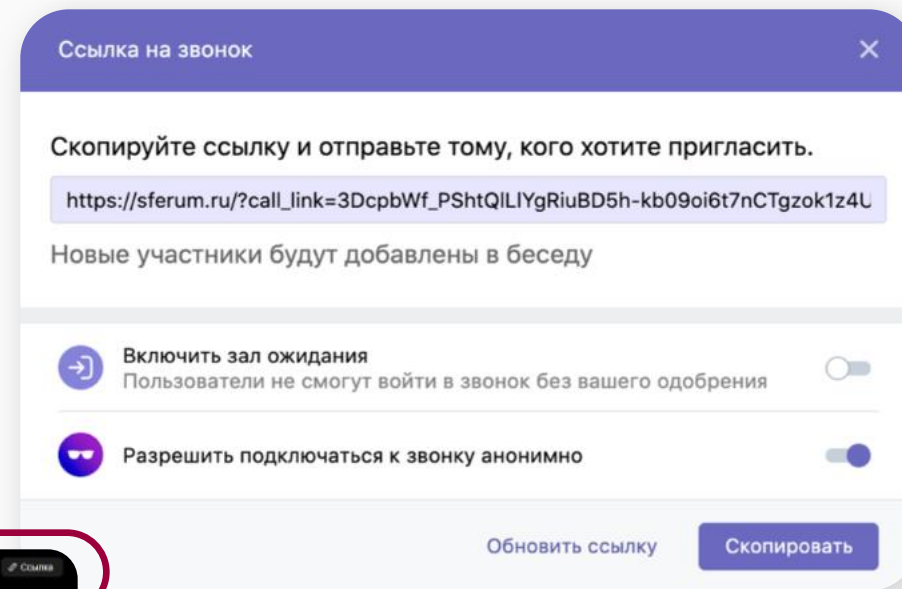 Ссылка на звонок
Скопируйте ссылку и отправьте тому, кого хотите пригласить.
https://sferum.ru/?call_link=3DcpbWf_PShtQlLlYgRiuBD5h-kb09oi6t7nCTgzok1z4U
Новые участники будут добавлены в беседу
Включить зал ожидания
Пользователи не смогут войти в звонок без вашего одобрения
Разрешить подключаться к звонку анонимно
Обновить ссылку
Скопировать
Ссылка